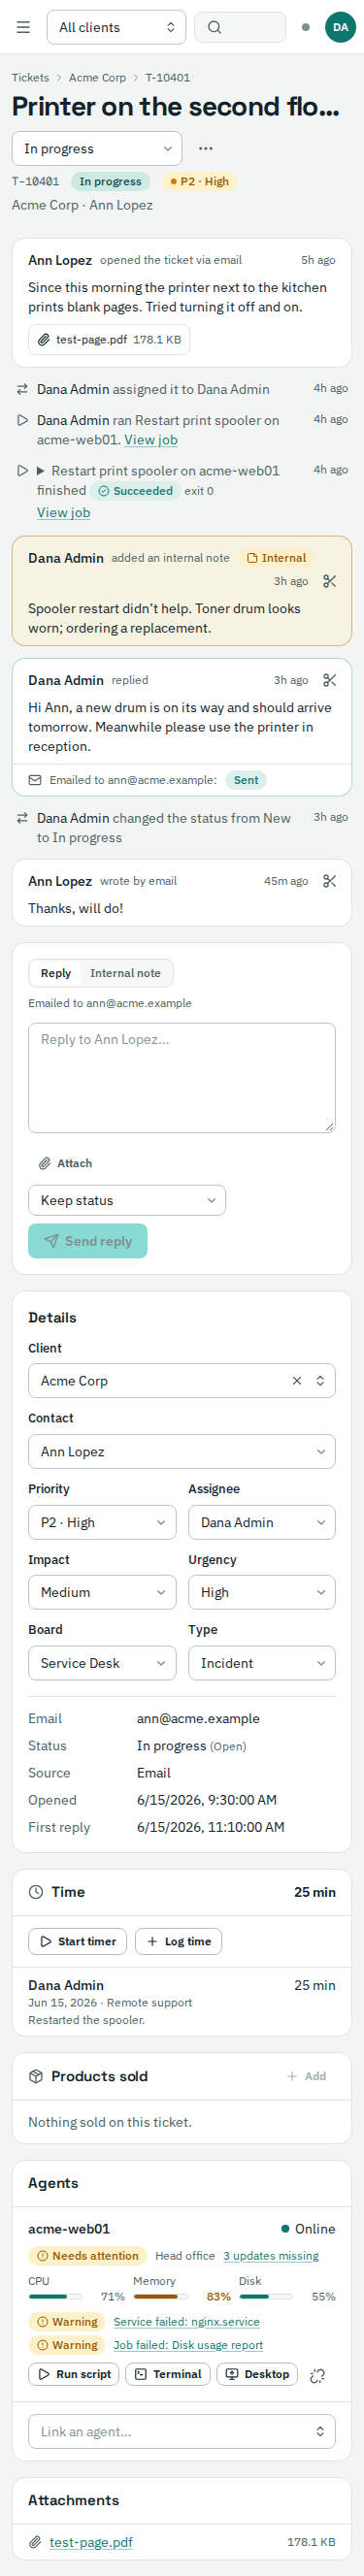 All clients
DA
Tickets > Acme Corp > T-10401
Printer on the second flo...
In progress
T-10401 In progress P2 · High
Acme Corp · Ann Lopez
Ann Lopez opened the ticket via email 5h ago
Since this morning the printer next to the kitchen
prints blank pages. Tried turning it off and on.
test-page.pdf 178.1 KB
Dana Admin assigned it to Dana Admin 4h ago
Dana Admin ran Restart print spooler on 4h ago
acme-web01. View job
Restart print spooler on acme-web01 4h ago
finished Succeeded exit 0
View job
Dana Admin added an internal note Internal
3h ago
Spooler restart didn't help. Toner drum looks
worn; ordering a replacement.
Dana Admin replied 3h ago
Hi Ann, a new drum is on its way and should arrive
tomorrow. Meanwhile please use the printer in
reception.
Emailed to ann@acme.example: Sent
Dana Admin changed the status from New 3h ago
to In progress
Ann Lopez wrote by email 45m ago
Thanks, will do!
Reply Internal note
Emailed to ann@acme.example
Reply to Ann Lopez...
Attach
Keep status
Send reply
Details
Client
Acme Corp
Contact
Ann Lopez
Priority Assignee
P2 · High Dana Admin
Impact Urgency
Medium High
Board Type
Service Desk Incident
Email ann@acme.example
Status In progress (Open)
Source Email
Opened 6/15/2026, 9:30:00 AM
First reply 6/15/2026, 11:10:00 AM
Time 25 min
Start timer Log time
Dana Admin 25 min
Jun 15, 2026 · Remote support
Restarted the spooler.
Products sold Add
Nothing sold on this ticket.
Agents
acme-web01 Online
Needs attention Head office 3 updates missing
CPU Memory Disk
71% 83% 55%
Warning Service failed: nginx.service
Warning Job failed: Disk usage report
Run script Terminal Desktop
Link an agent...
Attachments
test-page.pdf 178.1 KB